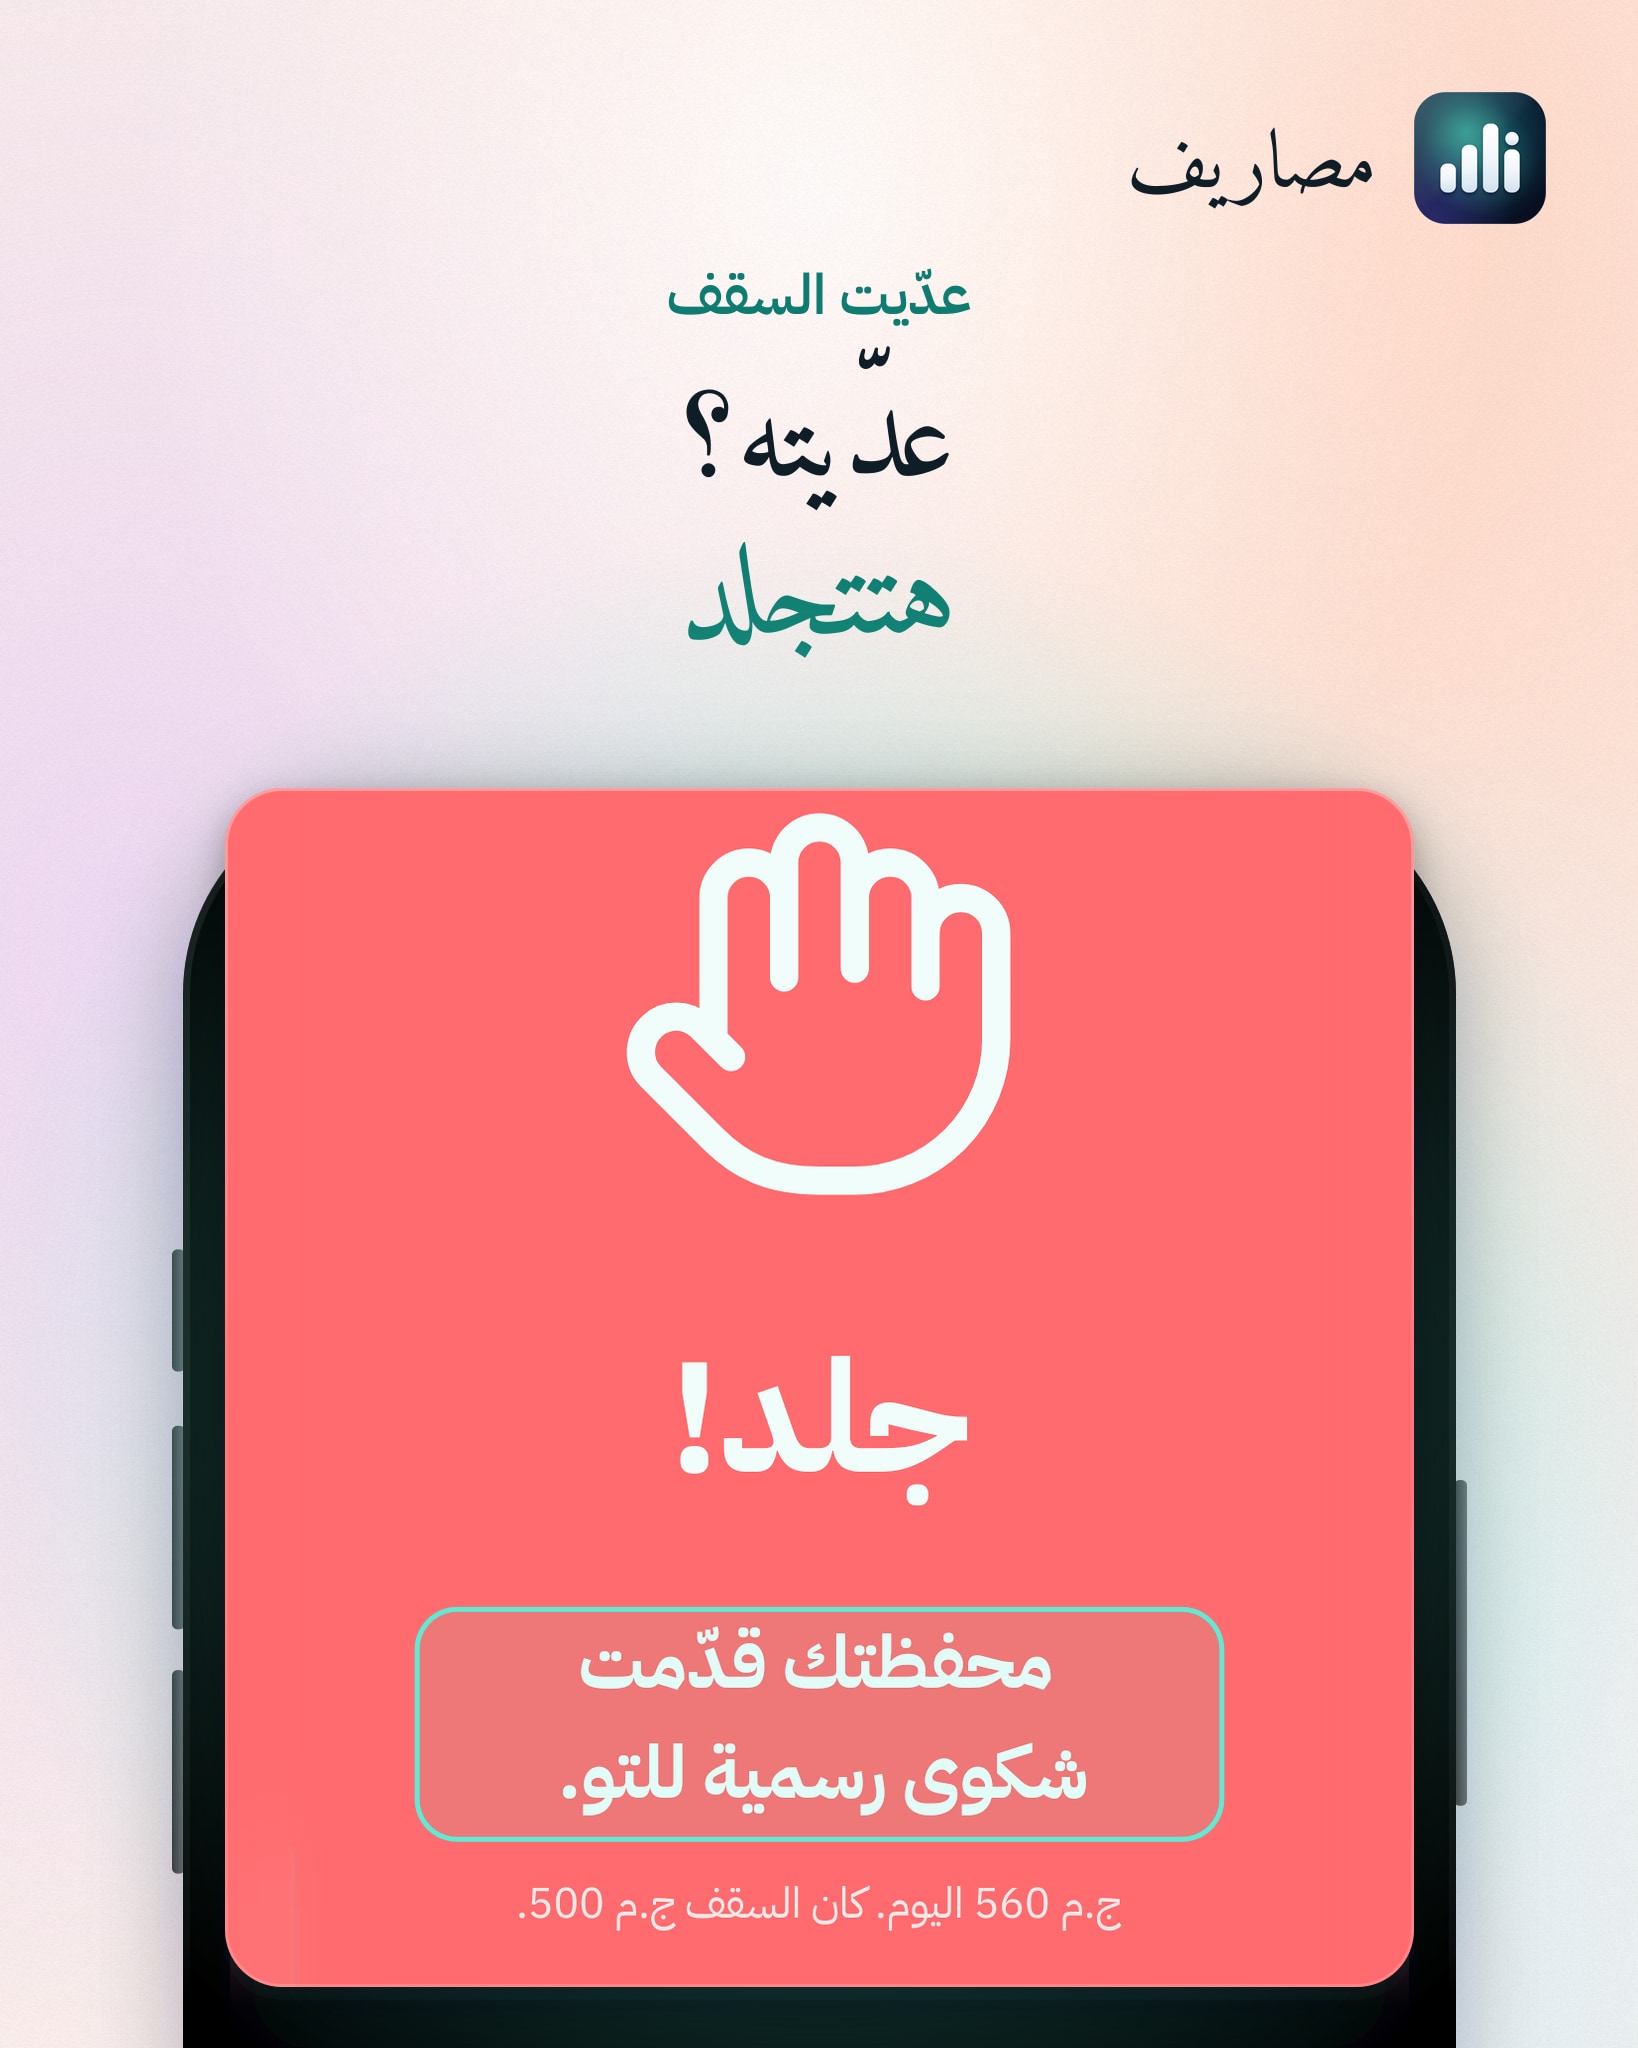 مصاريف
عدّيت السقف
عدّيته؟
هتتجلد
جلد!
محفظتك قدّمت
شكوى رسمية للتو.
ج.م 560 اليوم. كان السقف ج.م 500.